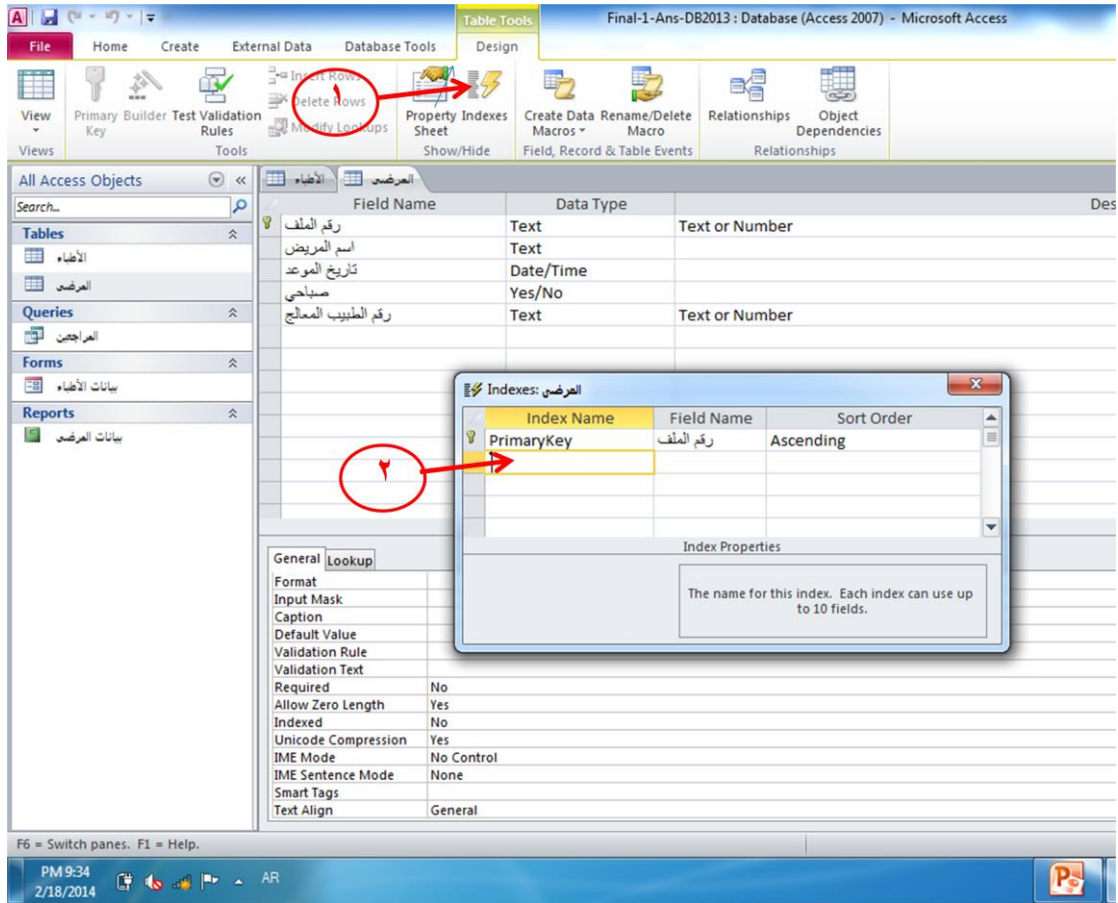 Table Tools
Final-1-Ans-DB2013 : Database (Access 2007) - Microsoft Access
File Home Create External Data Database Tools Design
View
Primary Key
Builder
Test Validation Rules
Insert Rows
Delete Rows
Modify Lookups
١
Property Sheet
Indexes
Create Data Macros
Rename/Delete Macro
Relationships
Object Dependencies
Views Tools Show/Hide Field, Record & Table Events Relationships
All Access Objects
Search...
Tables
الأطباء
المرضى
Queries
المراجعين
Forms
بيانات الأطباء
Reports
بيانات المرضى
الأطباء المرضى
Field Name Data Type Des
رقم الملف Text Text or Number
اسم المريض Text
تاريخ الموعد Date/Time
صباحي Yes/No
رقم الطبيب المعالج Text Text or Number
Indexes: المرضى
Index Name Field Name Sort Order
PrimaryKey رقم الملف Ascending
٢
Index Properties
The name for this index. Each index can use up to 10 fields.
General Lookup
Format
Input Mask
Caption
Default Value
Validation Rule
Validation Text
Required No
Allow Zero Length Yes
Indexed No
Unicode Compression Yes
IME Mode No Control
IME Sentence Mode None
Smart Tags
Text Align General
F6 = Switch panes. F1 = Help.
PM 9:34
2/18/2014
AR